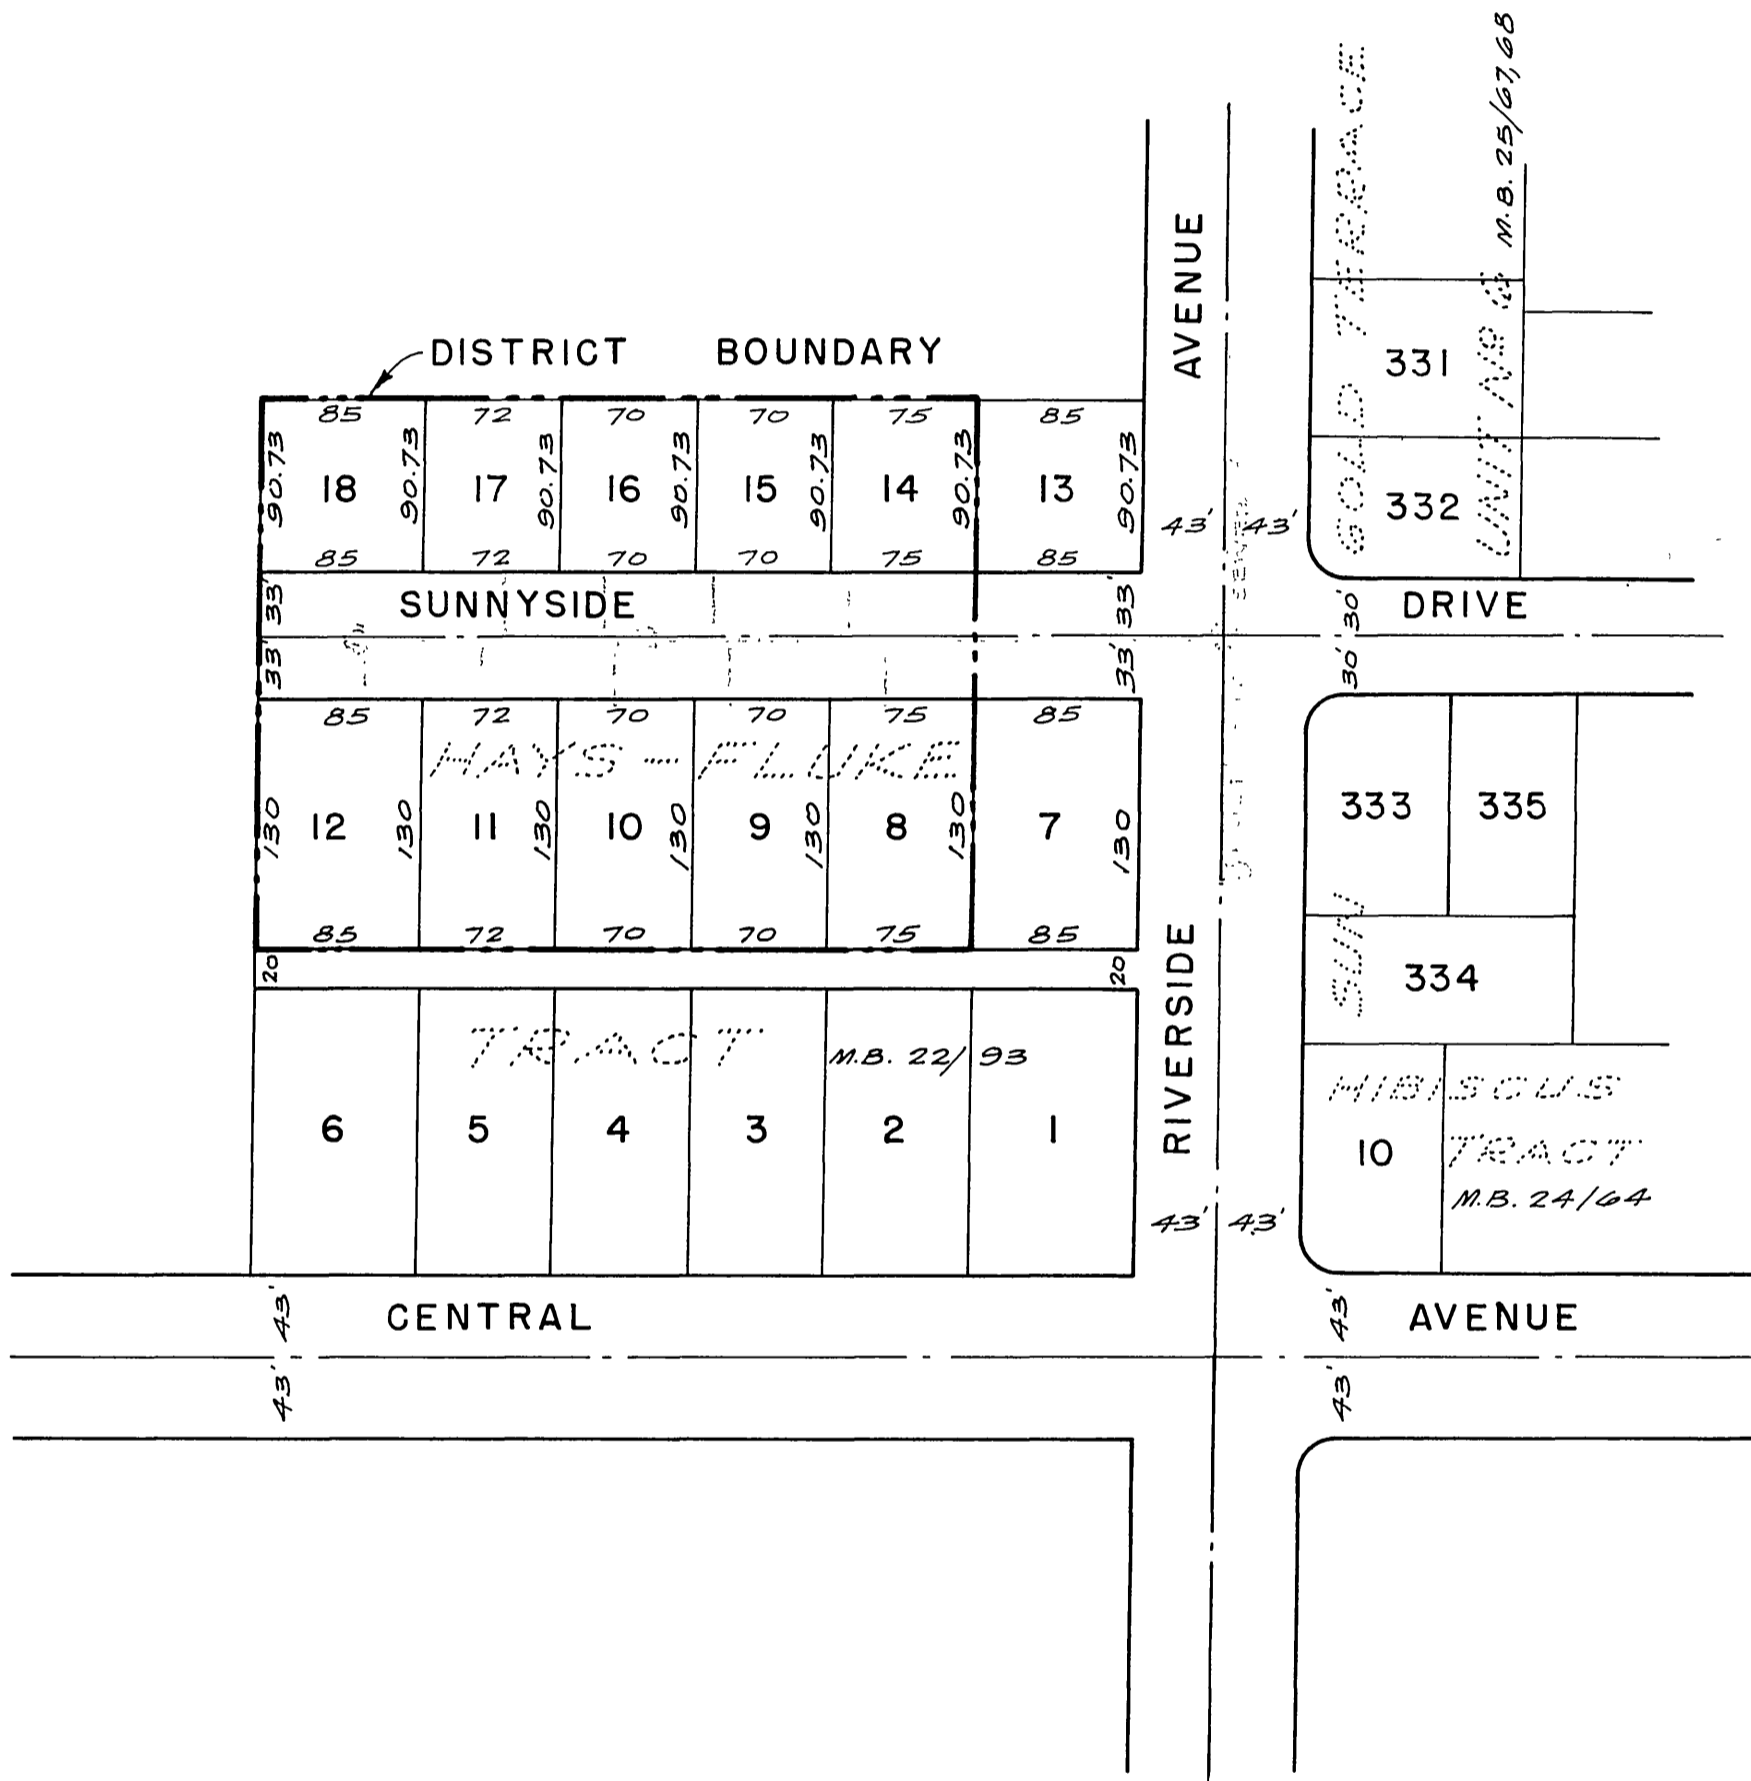 SOLD TERRACE
UNIT Nº 2 M.B. 25/67,68
AVENUE
DISTRICT BOUNDARY
331
85 72 70 70 75 85
90.73 90.73 90.73 90.73 90.73 90.73 90.73
18 17 16 15 14 13
332
43' 43'
85 72 70 70 75 85
33' 33' 30'
SUNNYSIDE DRIVE
33' 33' 30'
85 72 70 70 75 85
HAYS-FLUKE
333 335
130 130 130 130 130 130 130
12 11 10 9 8 7
85 72 70 70 75 85
SUN
20 20
334
RIVERSIDE
TRACT M.B. 22/93
HIBISCUS
6 5 4 3 2 1
10 TRACT
M.B. 24/64
43' 43'
43' 43'
CENTRAL AVENUE
43' 43'